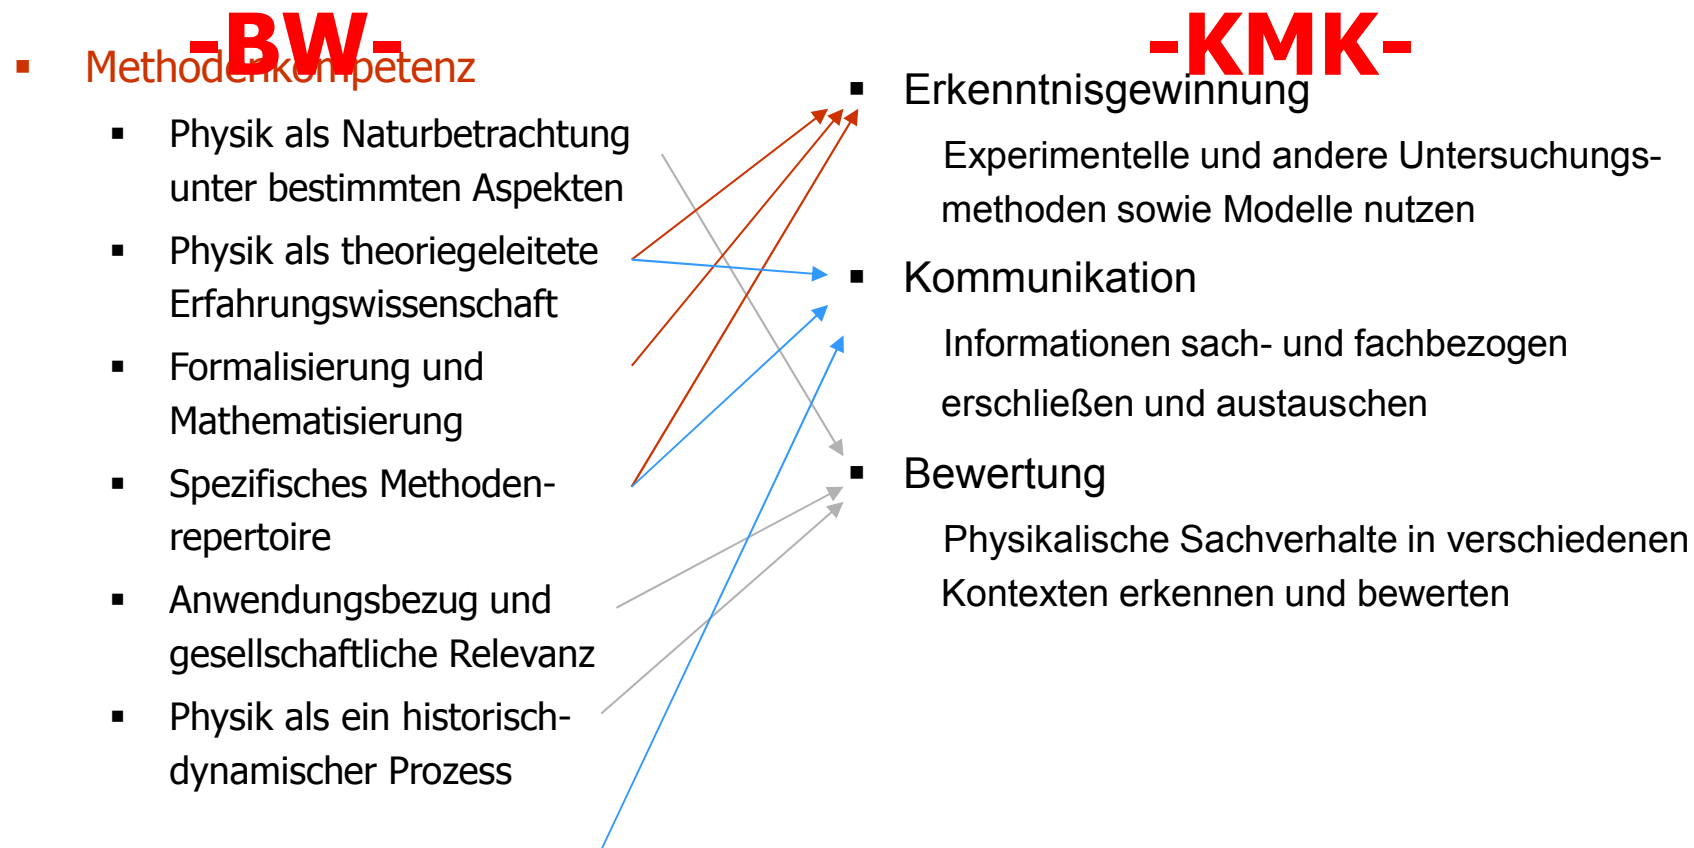 -BW-
Methodenkompetenz
Physik als Naturbetrachtung
unter bestimmten Aspekten
Physik als theoriegeleitete
Erfahrungswissenschaft
Formalisierung und
Mathematisierung
Spezifisches Methoden-
repertoire
Anwendungsbezug und
gesellschaftliche Relevanz
Physik als ein historisch-
dynamischer Prozess
-KMK-
Erkenntnisgewinnung
Experimentelle und andere Untersuchungs-
methoden sowie Modelle nutzen
Kommunikation
Informationen sach- und fachbezogen
erschließen und austauschen
Bewertung
Physikalische Sachverhalte in verschiedenen
Kontexten erkennen und bewerten